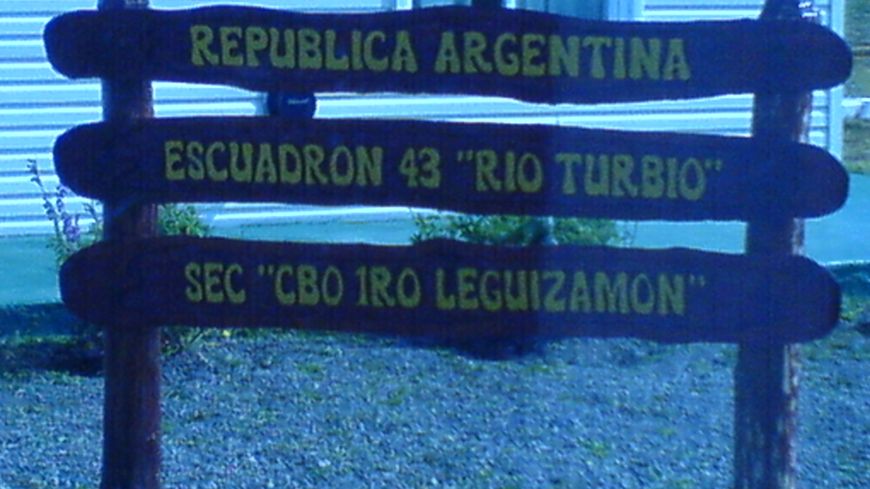 REPUBLICA ARGENTINA
ESCUADRON 43 "RIO TURBIO"
SEC "CBO 1RO LEGUIZAMON"